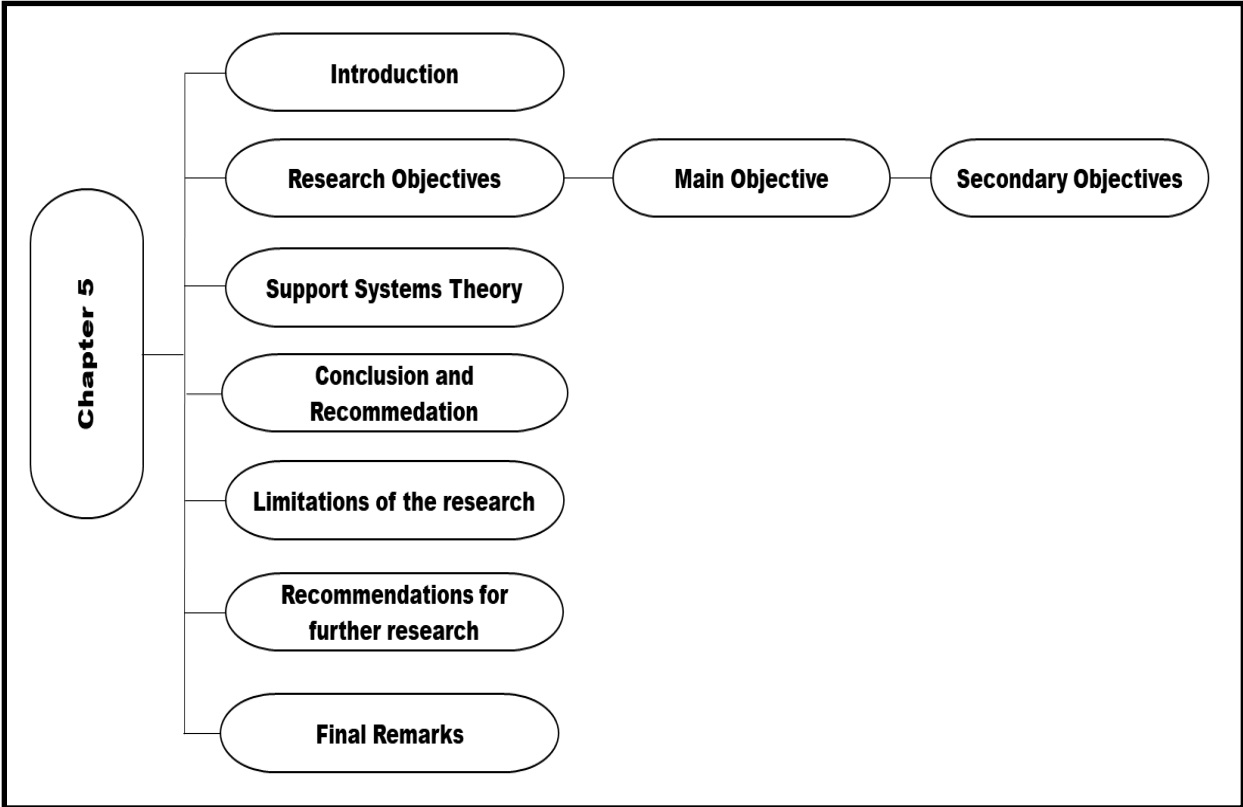 Chapter 5
Introduction
Research Objectives
Main Objective
Secondary Objectives
Support Systems Theory
Conclusion and
Recommedation
Limitations of the research
Recommendations for
further research
Final Remarks